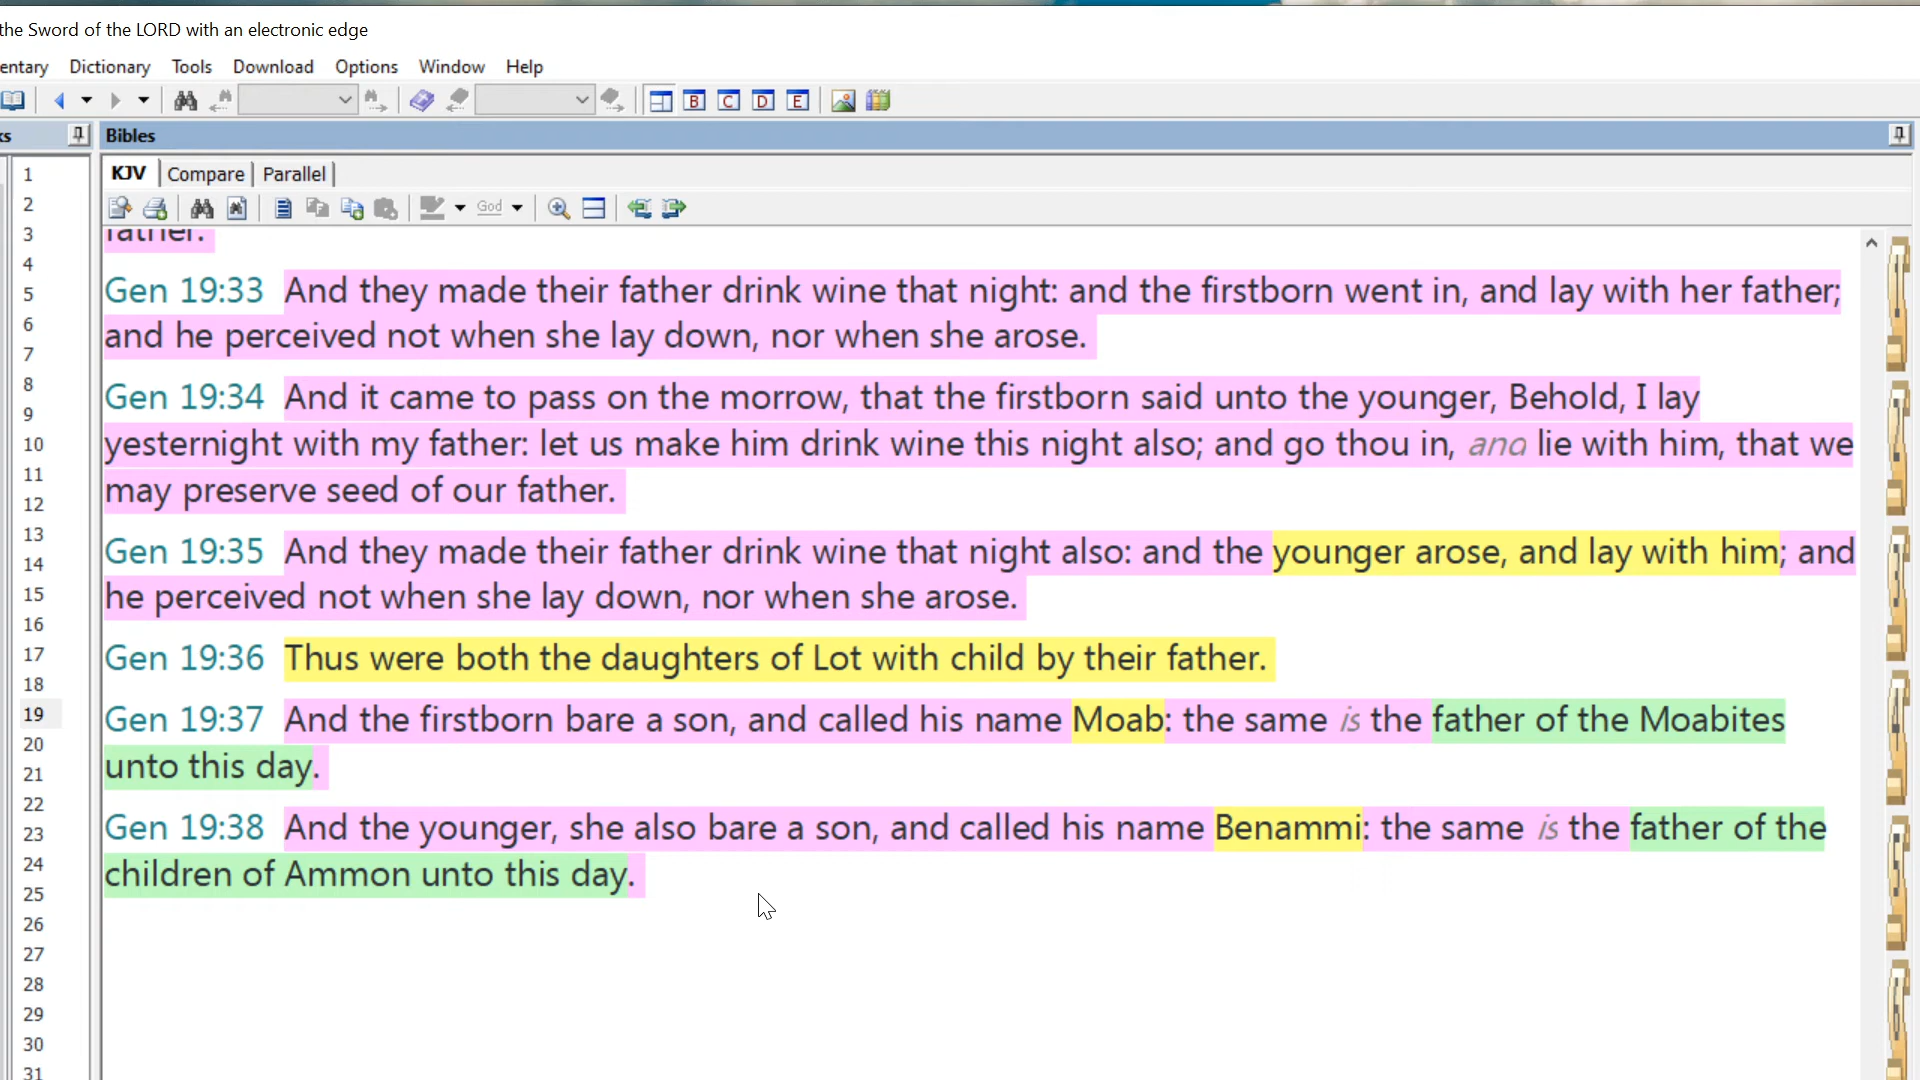 the Sword of the LORD with an electronic edge
entary Dictionary Tools Download Options Window Help
B C D E
ks Bibles
KJV Compare Parallel
God
father.
Gen 19:33 And they made their father drink wine that night: and the firstborn went in, and lay with her father;
and he perceived not when she lay down, nor when she arose.
Gen 19:34 And it came to pass on the morrow, that the firstborn said unto the younger, Behold, I lay
yesternight with my father: let us make him drink wine this night also; and go thou in, and lie with him, that we
may preserve seed of our father.
Gen 19:35 And they made their father drink wine that night also: and the younger arose, and lay with him; and
he perceived not when she lay down, nor when she arose.
Gen 19:36 Thus were both the daughters of Lot with child by their father.
Gen 19:37 And the firstborn bare a son, and called his name Moab: the same is the father of the Moabites
unto this day.
Gen 19:38 And the younger, she also bare a son, and called his name Benammi: the same is the father of the
children of Ammon unto this day.
1
2
3
4
5
6
7
8
9
10
11
12
13
14
15
16
17
18
19
20
21
22
23
24
25
26
27
28
29
30
31